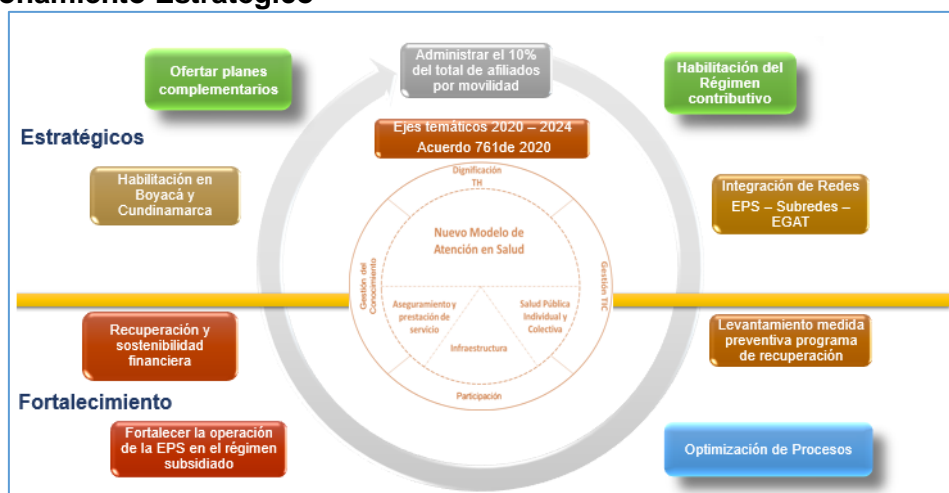 onamiento Estratégico
Ofertar planes
complementarios
Administrar el 10%
del total de afiliados
por movilidad
Habilitación del
Régimen
contributivo
Estratégicos
Ejes temáticos 2020 – 2024
Acuerdo 761de 2020
Habilitación en
Boyacá y
Cundinamarca
Integración de Redes
EPS – Subredes –
EGAT
Dignificación
TH
Nuevo Modelo de
Atención en Salud
Gestión del
Conocimiento
Gestión TIC
Aseguramiento y
prestación de
servicio
Salud Pública
Individual y
Colectiva
Infraestructura
Participación
Recuperación y
sostenibilidad
financiera
Levantamiento medida
preventiva programa
de recuperación
Fortalecimiento
Fortalecer la operación
de la EPS en el régimen
subsidiado
Optimización de Procesos